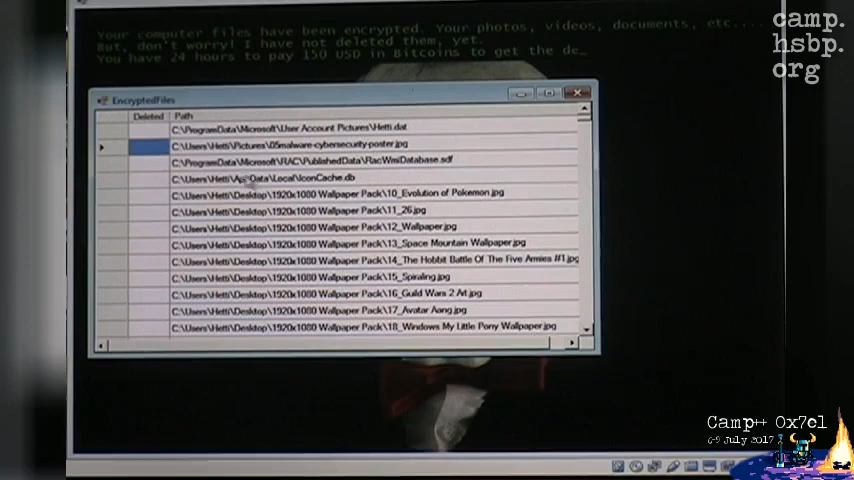 Your computer files have been encrypted. Your photos, videos, documents, etc....
But, don't worry! I have not deleted them, yet.
You have 24 hours to pay 150 USD in Bitcoins to get the de_
camp.
hsbp.
org
EncryptedFiles
Deleted Path
C:\ProgramData\Microsoft\User Account Pictures\Hetti.dat
C:\Users\Hetti\Pictures\05malware-cybersecurity-poster.jpg
C:\ProgramData\Microsoft\RAC\PublishedData\RacWmiDatabase.sdf
C:\Users\Hetti\AppData\Local\IconCache.db
C:\Users\Hetti\Desktop\1920x1080 Wallpaper Pack\10_Evolution of Pokemon.jpg
C:\Users\Hetti\Desktop\1920x1080 Wallpaper Pack\11_26.jpg
C:\Users\Hetti\Desktop\1920x1080 Wallpaper Pack\12_Wallpaper.jpg
C:\Users\Hetti\Desktop\1920x1080 Wallpaper Pack\13_Space Mountain Wallpaper.jpg
C:\Users\Hetti\Desktop\1920x1080 Wallpaper Pack\14_The Hobbit Battle Of The Five Armies #1.jpg
C:\Users\Hetti\Desktop\1920x1080 Wallpaper Pack\15_Spiraling.jpg
C:\Users\Hetti\Desktop\1920x1080 Wallpaper Pack\16_Guild Wars 2 Art.jpg
C:\Users\Hetti\Desktop\1920x1080 Wallpaper Pack\17_Avatar Aang.jpg
C:\Users\Hetti\Desktop\1920x1080 Wallpaper Pack\18_Windows My Little Pony Wallpaper.jpg
Camp++ 0x7e1
6-9 July 2017